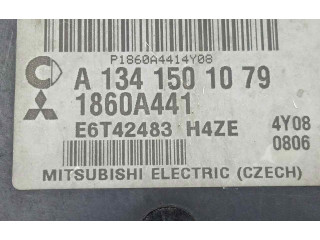 P1860A4414Y08
A 134 150 10 79
1860A441
E6T42483 H4ZE 4Y08
0806
MITSUBISHI ELECTRIC (CZECH)